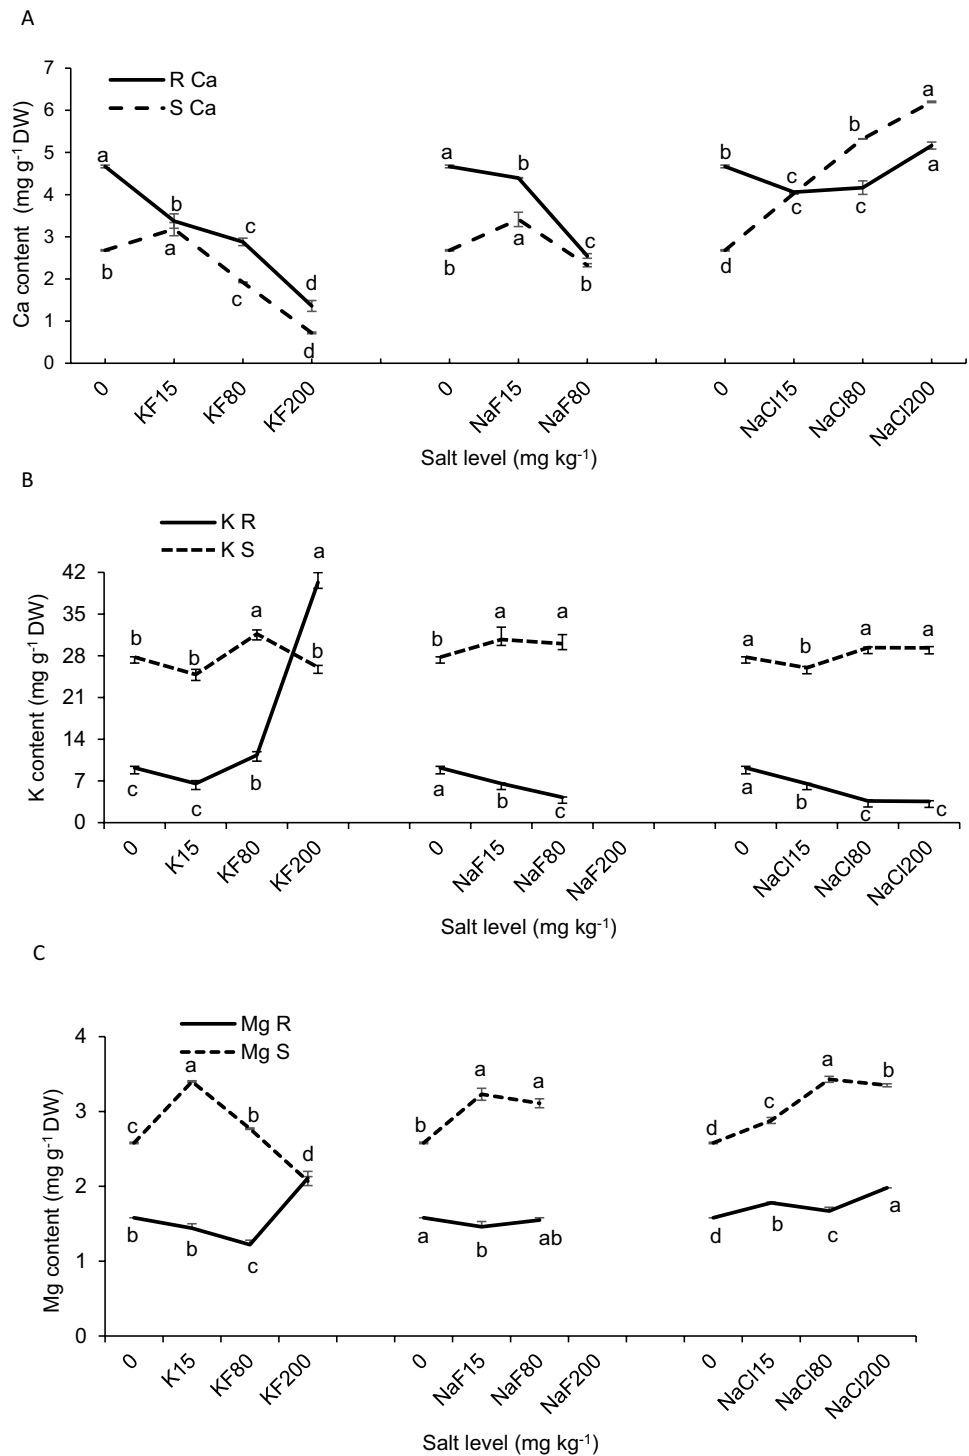 A
7
6
5
4
3
2
1
0
Ca content (mg g-1 DW)
R Ca
S Ca
a b c d
b a c d
a b c
b a b
b c c a
d c b a
0 KF15 KF80 KF200 0 NaF15 NaF80 0 NaCl15 NaCl80 NaCl200
Salt level (mg kg-1)
B
K R
K S
42
35
28
21
14
7
0
K content (mg g-1 DW)
b b a b
c c b a
b a a
a b c
a b a a
a b c c
0 K15 KF80 KF200 0 NaF15 NaF80 NaF200 0 NaCl15 NaCl80 NaCl200
Salt level (mg kg-1)
C
Mg R
Mg S
4
3
2
1
0
Mg content (mg g-1 DW)
c a b d
b b c
b a a
a b ab
d c a b
d b c a
0 K15 KF80 KF200 0 NaF15 NaF80 NaF200 0 NaCl15 NaCl80 NaCl200
Salt level (mg kg-1)